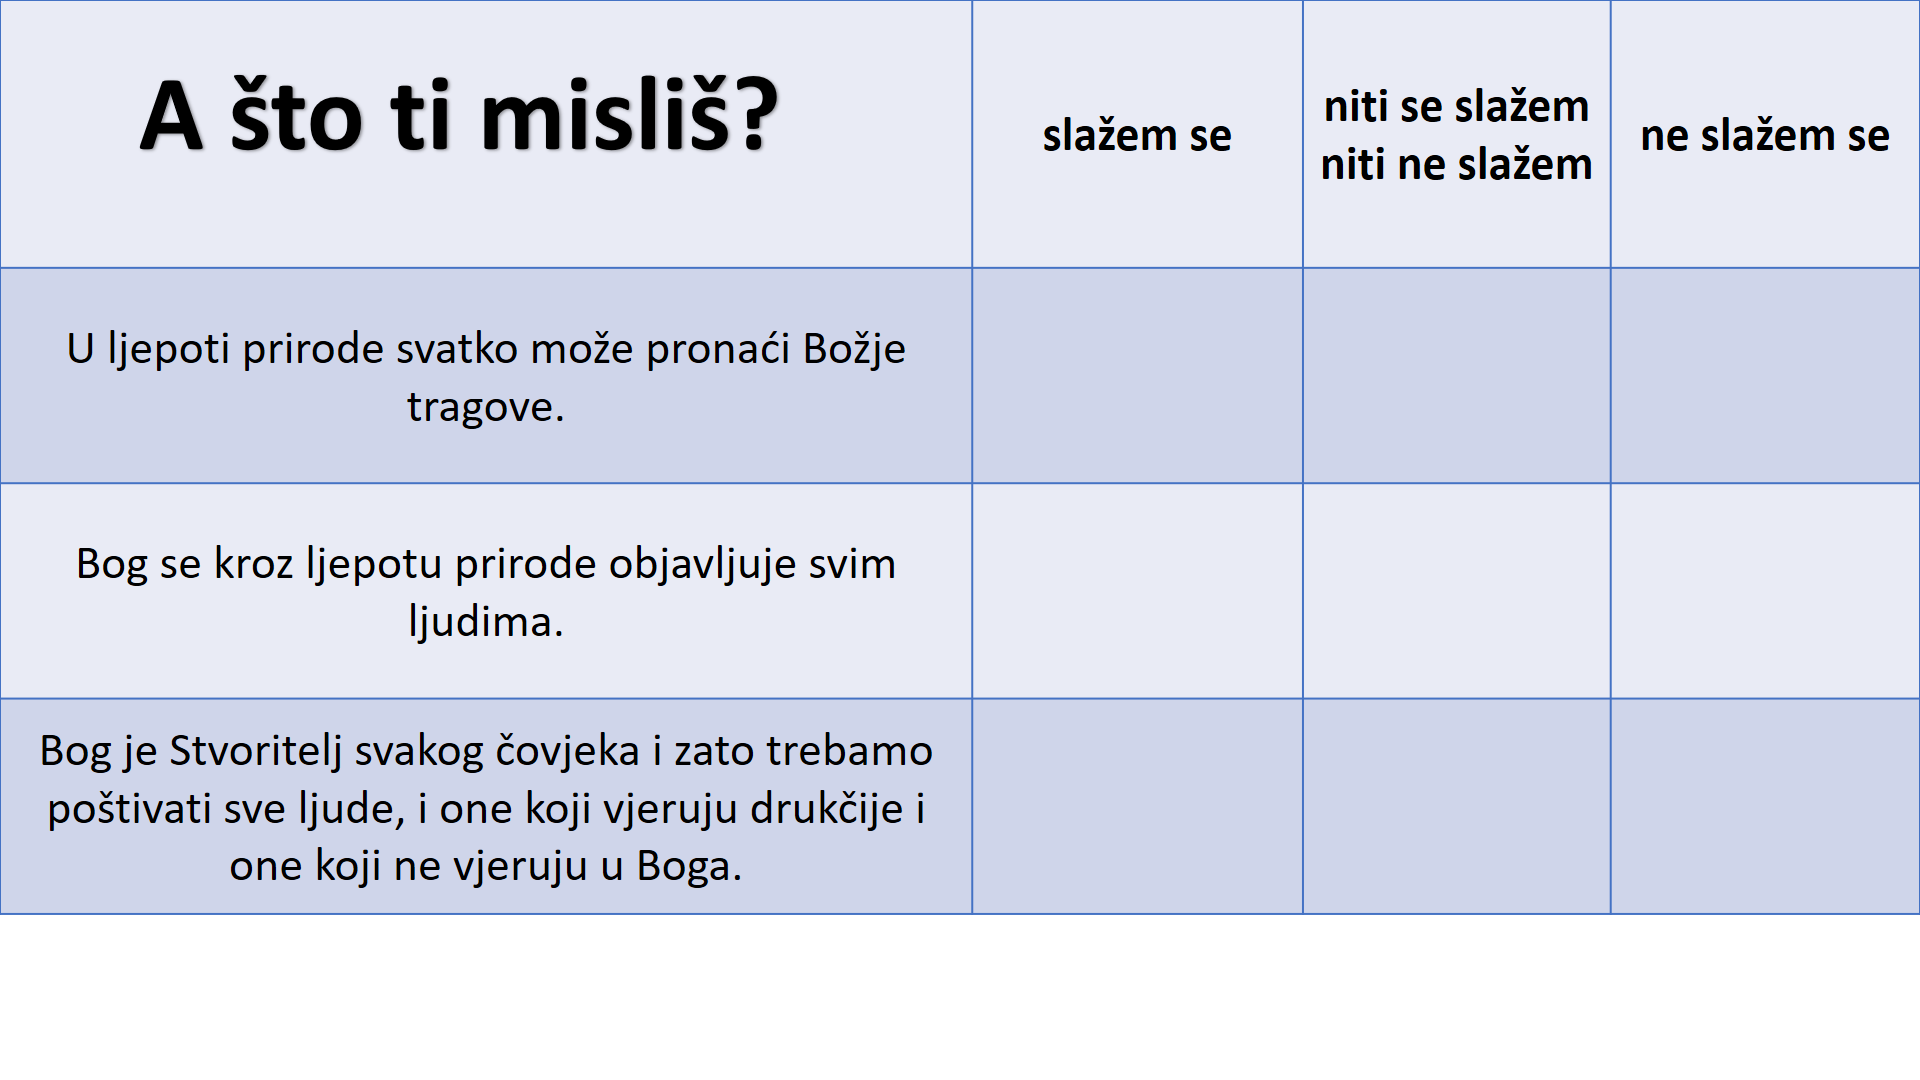 A što ti misliš?
slažem se
niti se slažem
niti ne slažem
ne slažem se
U ljepoti prirode svatko može pronaći Božje
tragove.
Bog se kroz ljepotu prirode objavljuje svim
ljudima.
Bog je Stvoritelj svakog čovjeka i zato trebamo
poštivati sve ljude, i one koji vjeruju drukčije i
one koji ne vjeruju u Boga.